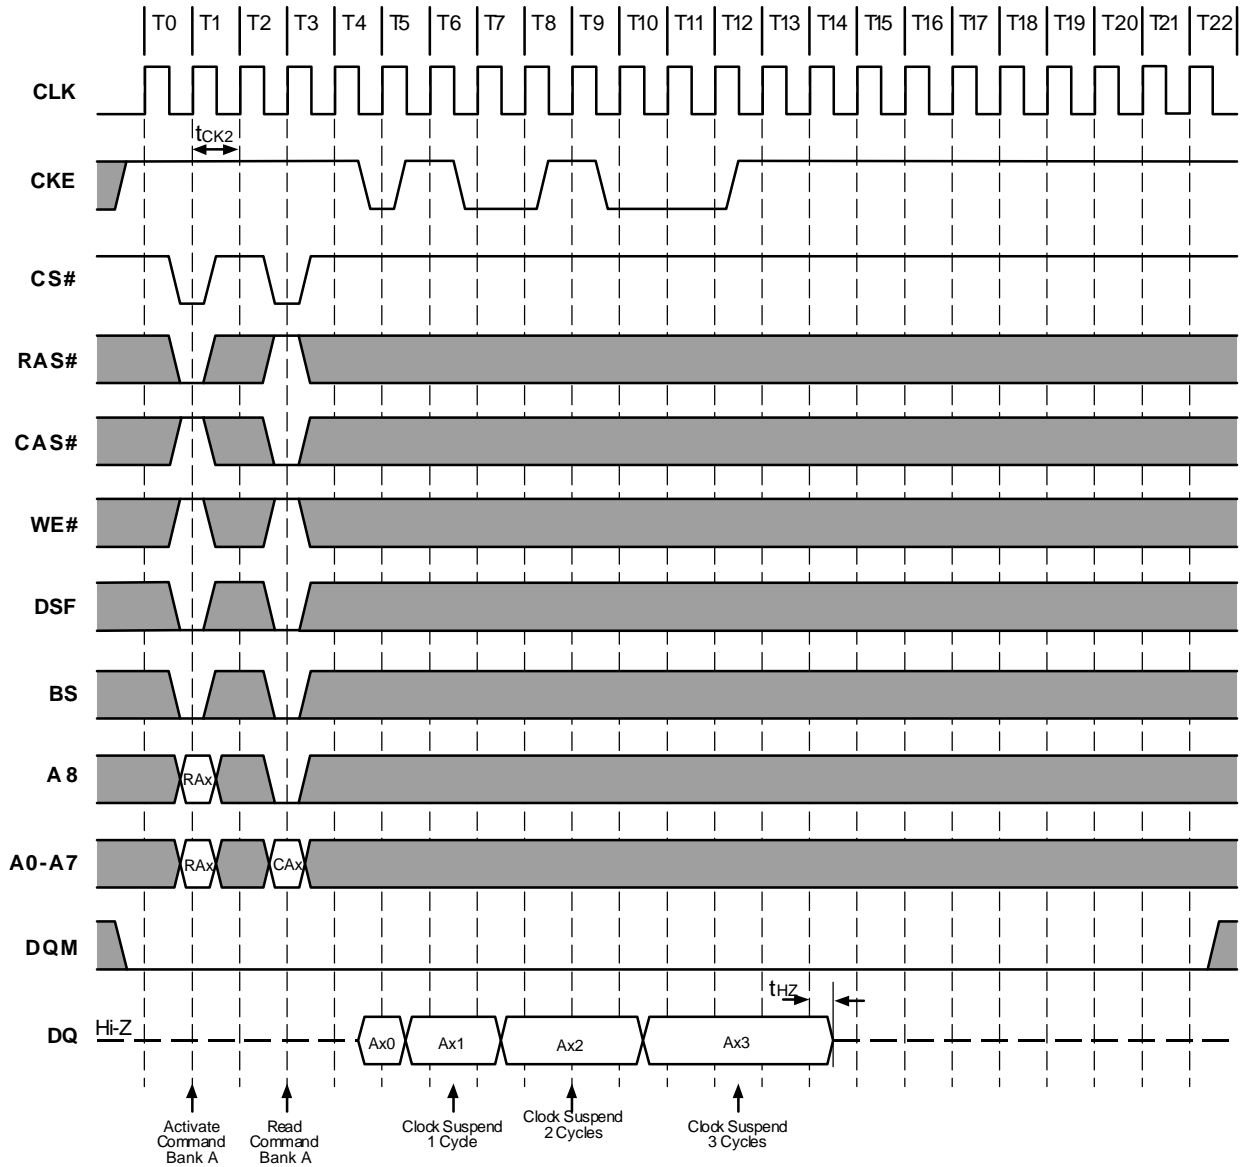 T0 T1 T2 T3 T4 T5 T6 T7 T8 T9 T10 T11 T12 T13 T14 T15 T16 T17 T18 T19 T20 T21 T22
CLK
tCK2
CKE
CS#
RAS#
CAS#
WE#
DSF
BS
A8 RAx
A0-A7 RAx CAx
DQM
tHZ
DQ Hi-Z Ax0 Ax1 Ax2 Ax3
Activate
Command
Bank A
Read
Command
Bank A
Clock Suspend
1 Cycle
Clock Suspend
2 Cycles
Clock Suspend
3 Cycles